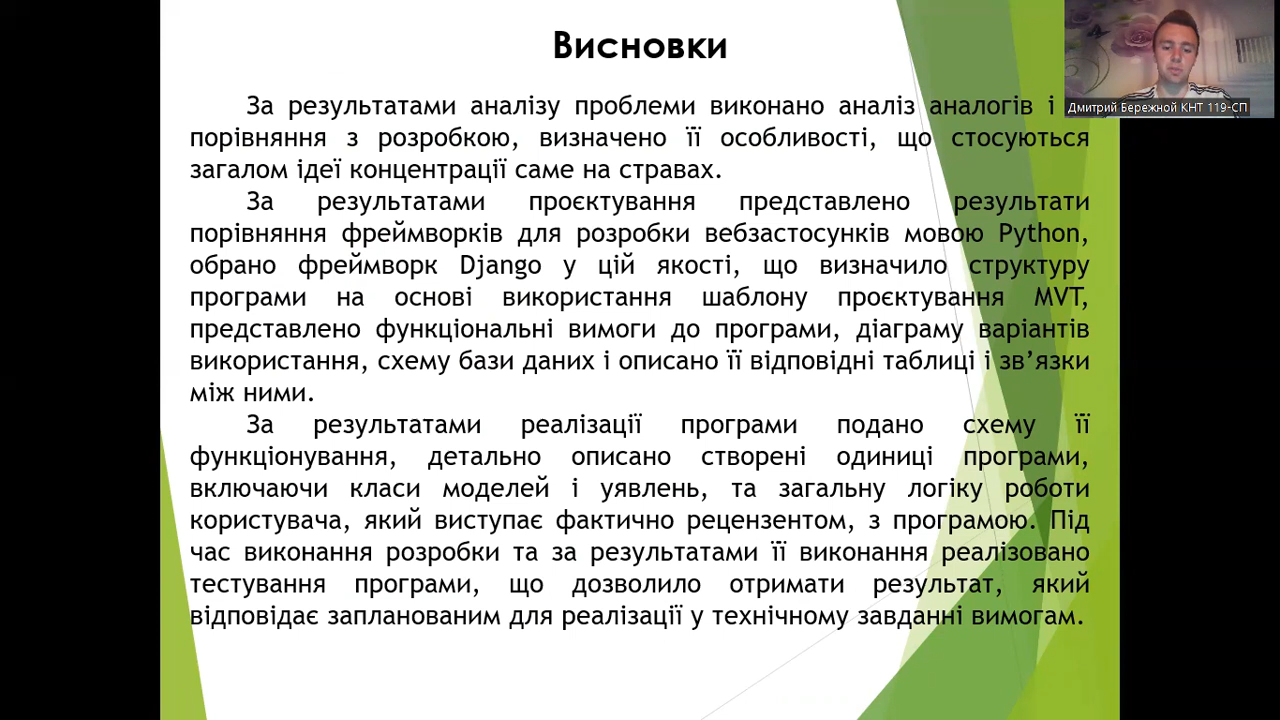 Висновки
Дмитрий Бережной КНТ 119-СП
За результатами аналізу проблеми виконано аналіз аналогів і
порівняння з розробкою, визначено її особливості, що стосуються
загалом ідеї концентрації саме на стравах.
За результатами проєктування представлено результати
порівняння фреймворків для розробки вебзастосунків мовою Python,
обрано фреймворк Django у цій якості, що визначило структуру
програми на основі використання шаблону проєктування MVT,
представлено функціональні вимоги до програми, діаграму варіантів
використання, схему бази даних і описано її відповідні таблиці і зв’язки
між ними.
За результатами реалізації програми подано схему її
функціонування, детально описано створені одиниці програми,
включаючи класи моделей і уявлень, та загальну логіку роботи
користувача, який виступає фактично рецензентом, з програмою. Під
час виконання розробки та за результатами її виконання реалізовано
тестування програми, що дозволило отримати результат, який
відповідає запланованим для реалізації у технічному завданні вимогам.